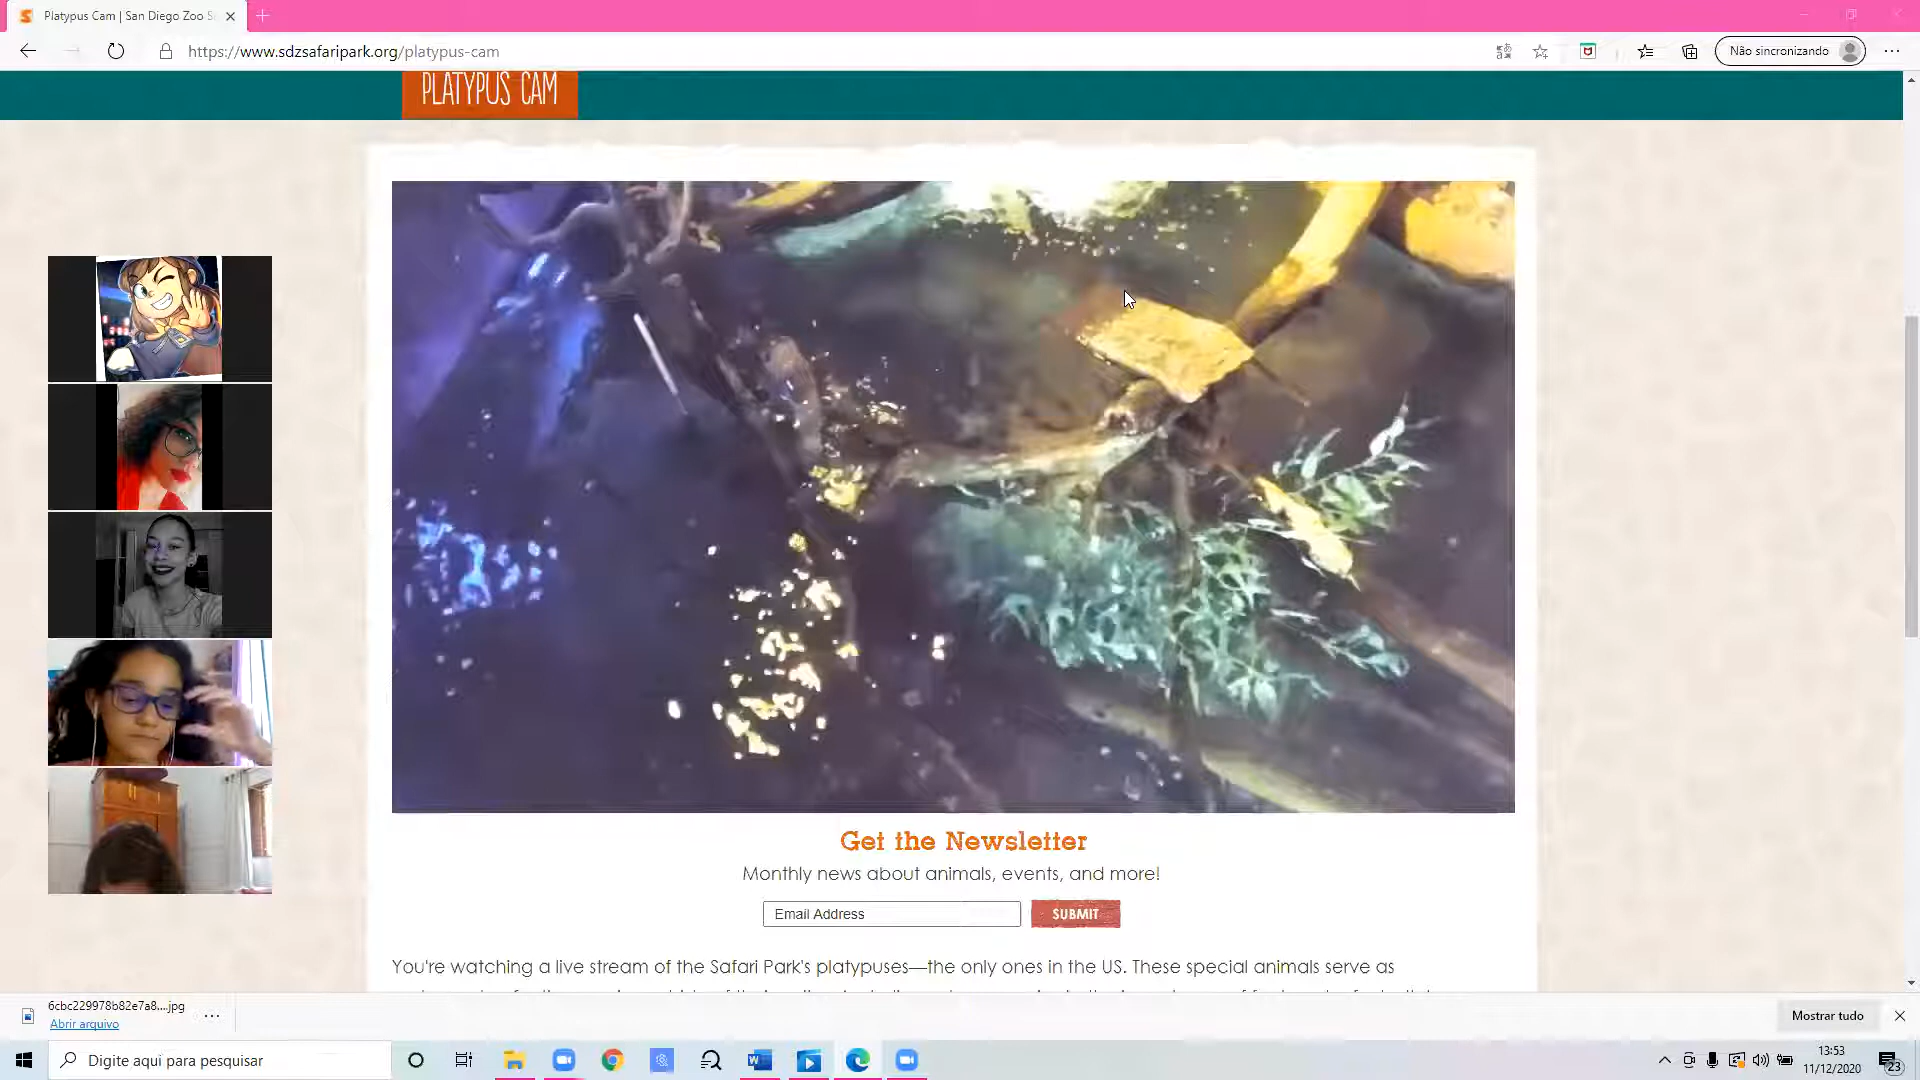 Platypus Cam | San Diego Zoo S
https://www.sdzsafaripark.org/platypus-cam
Não sincronizando
PLATYPUS CAM
Get the Newsletter
Monthly news about animals, events, and more!
Email Address
SUBMIT
You're watching a live stream of the Safari Park's platypuses—the only ones in the US. These special animals serve as
6cbc229978b82e7a8....jpg
Abrir arquivo
Mostrar tudo
Digite aqui para pesquisar
13:53
11/12/2020
23